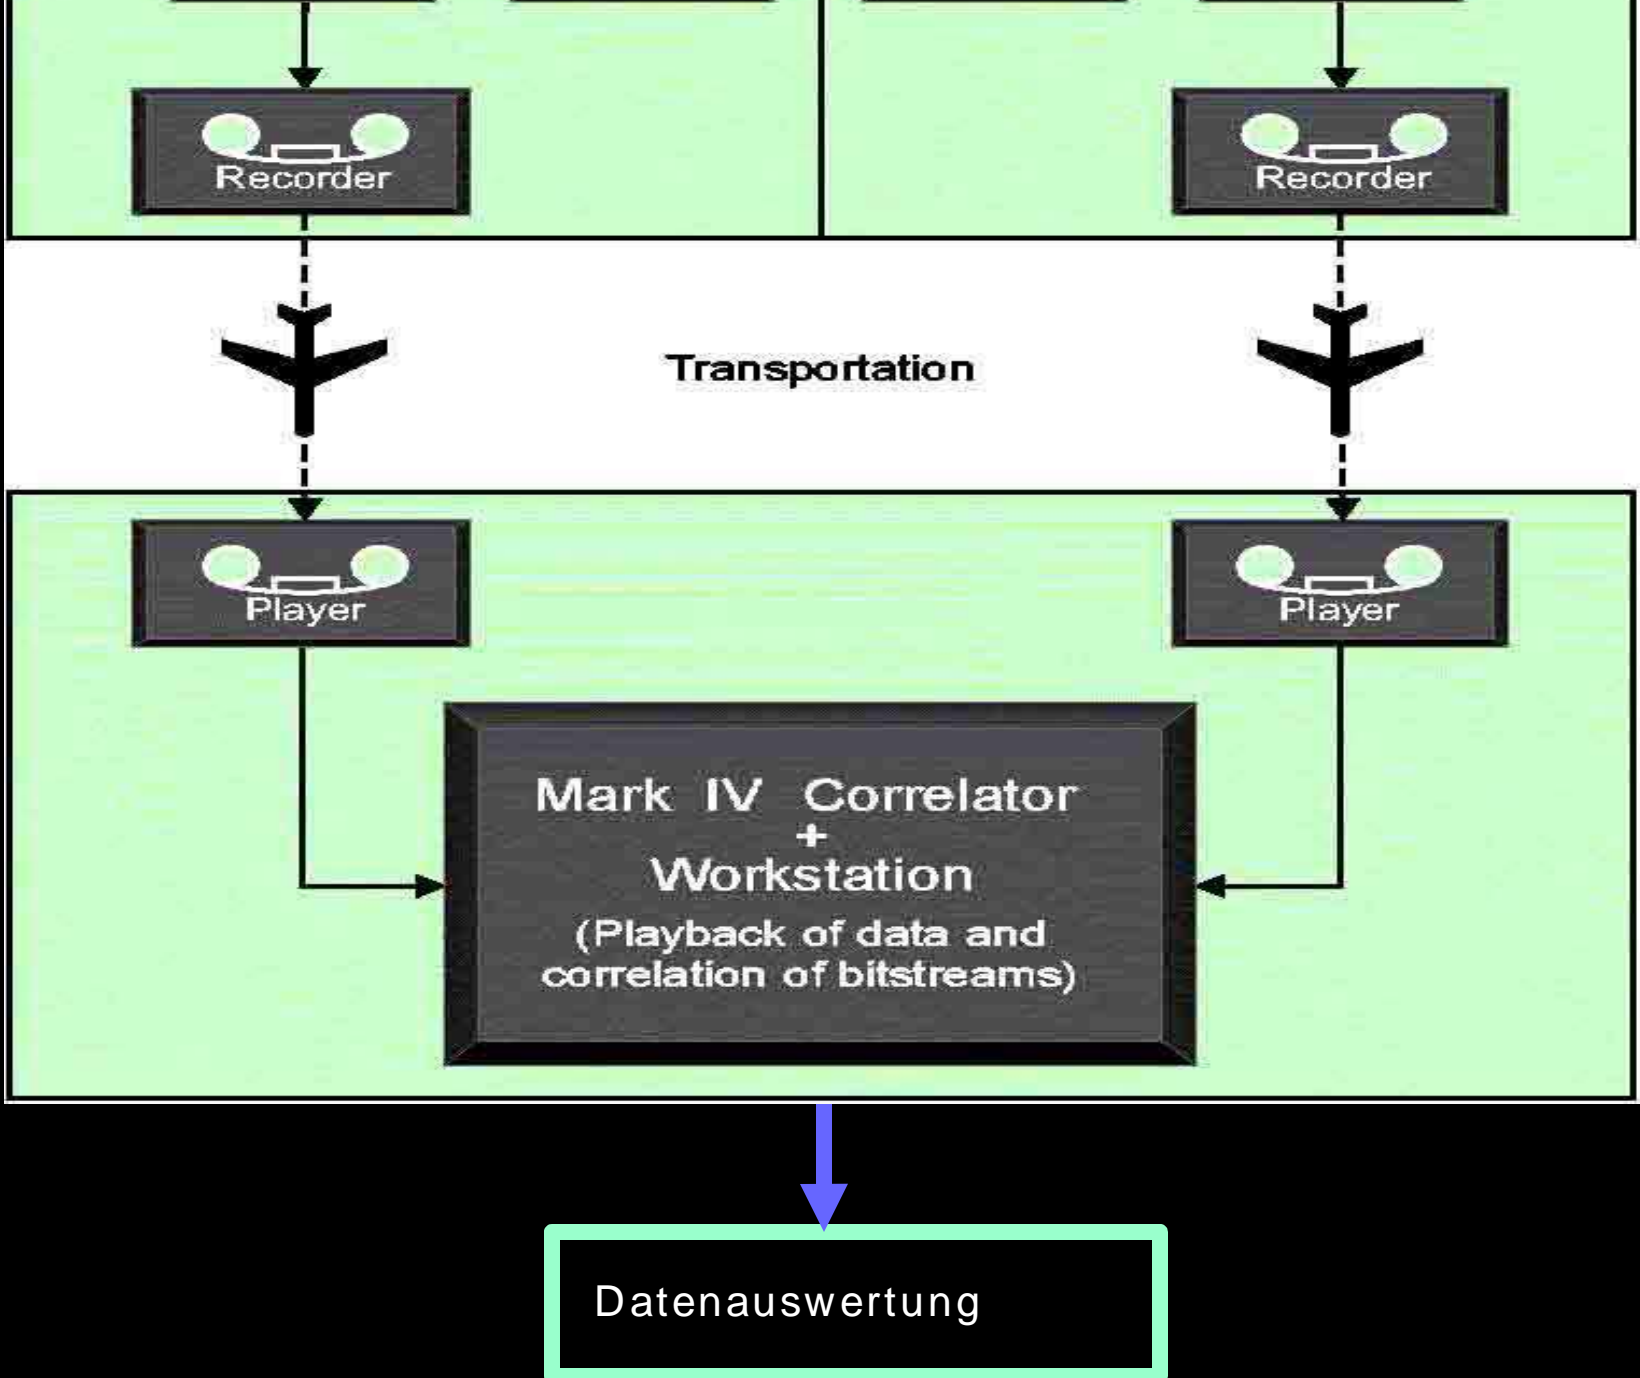 Recorder
Recorder
Transportation
Player
Player
Mark IV Correlator
+
Workstation
(Playback of data and
correlation of bitstreams)
Datenauswertung